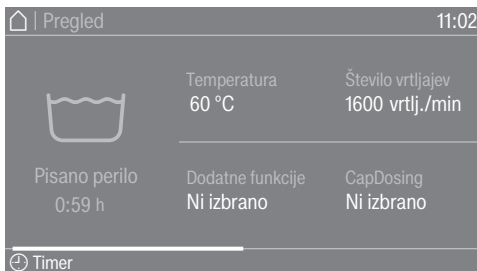 | Pregled 11:02
Temperatura
60 °C
Število vrtljajev
1600 vrtlj./min
Pisano perilo
0:59 h
Dodatne funkcije
Ni izbrano
CapDosing
Ni izbrano
Timer